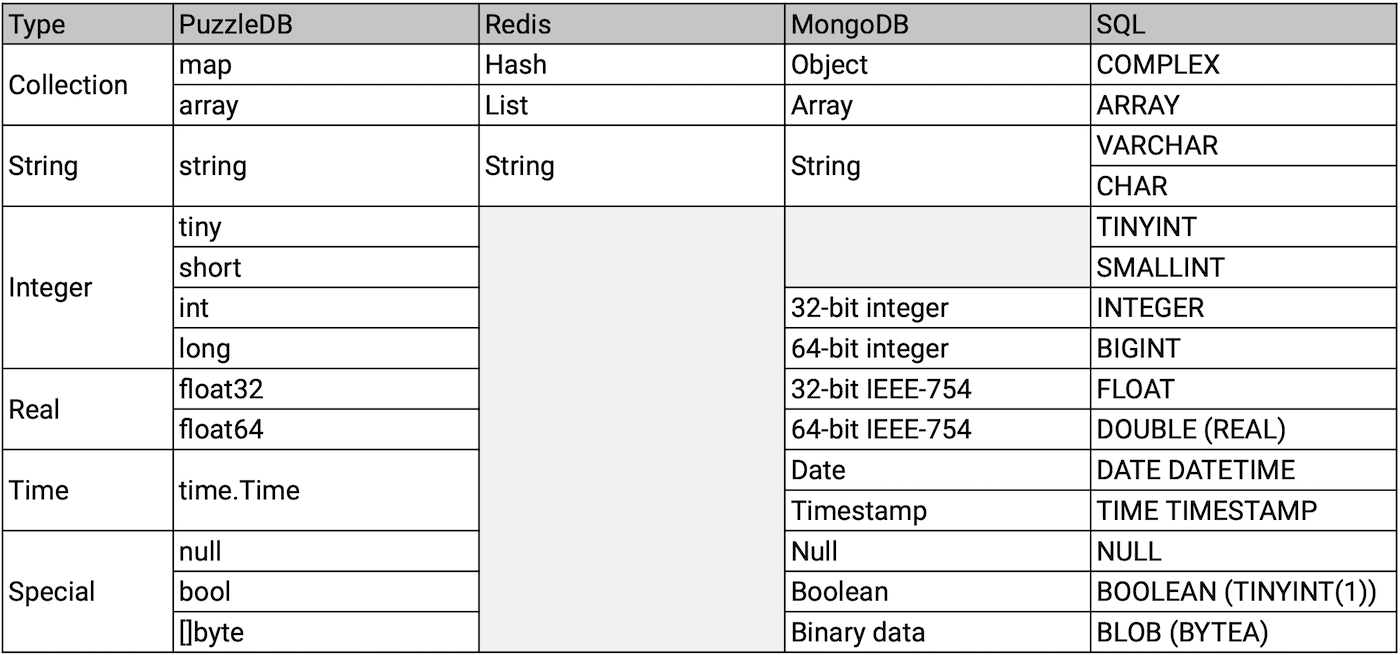 Type PuzzleDB Redis MongoDB SQL
Collection map Hash Object COMPLEX
array List Array ARRAY
String string String String VARCHAR
CHAR
Integer tiny TINYINT
short SMALLINT
int 32-bit integer INTEGER
long 64-bit integer BIGINT
Real float32 32-bit IEEE-754 FLOAT
float64 64-bit IEEE-754 DOUBLE (REAL)
Time time.Time Date DATE DATETIME
Timestamp TIME TIMESTAMP
Special null Null NULL
bool Boolean BOOLEAN (TINYINT(1))
[]byte Binary data BLOB (BYTEA)